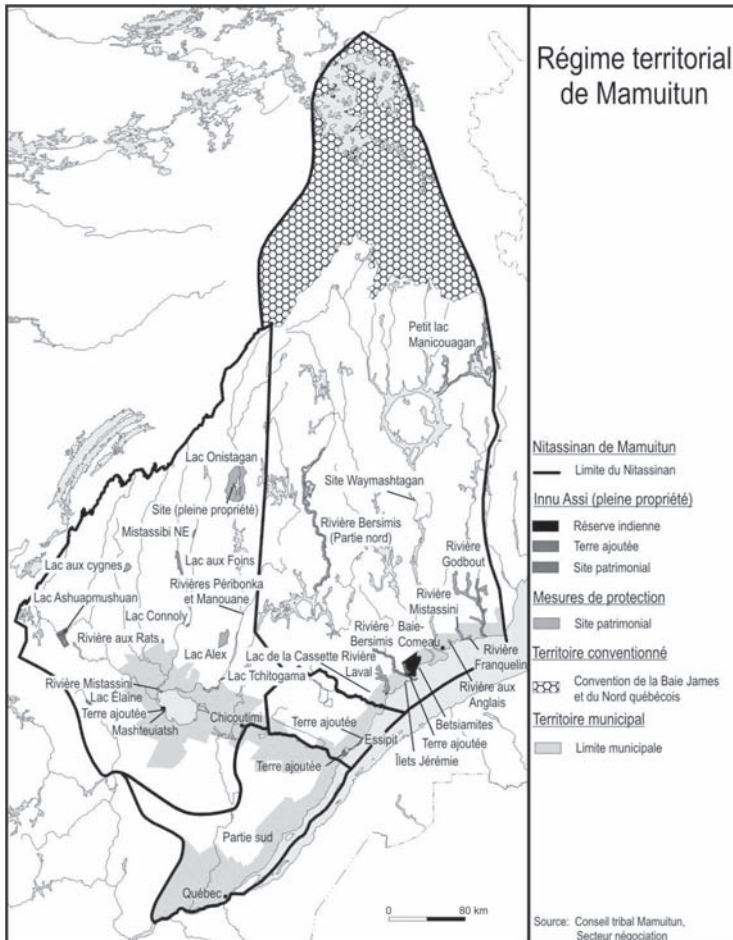 Régime territorial
de Mamuitun
Petit lac
Manicouagan
Lac Onistagan
Site (pleine propriété)
Mistassibi NE
Site Waymashtagan
Rivière Bersimis
(Partie nord)
Lac aux cygnes
Lac aux Foins
Rivière
Godbout
Lac Ashuapmushuan
Rivières Péribonka
et Manouane
Rivière
Mistassini
Lac Connoly
Rivière aux Rats
Rivière
Bersimis
Baie-
Comeau
Lac Alex
Lac de la Cassette
Rivière
Laval
Rivière
Franquelin
Lac Tchitogama
Rivière aux
Anglais
Rivière Mistassini
Lac Élaine
Terre ajoutée
Mashteuiatsh
Chicoutimi
Terre ajoutée
Essipit
Betsiamites
Terre ajoutée
Îlets Jérémie
Terre ajoutée
Partie sud
Québec
0 80 km
Nitassinan de Mamuitun
Limite du Nitassinan
Innu Assi (pleine propriété)
Réserve indienne
Terre ajoutée
Site patrimonial
Mesures de protection
Site patrimonial
Territoire conventionné
Convention de la Baie James
et du Nord québécois
Territoire municipal
Limite municipale
Source: Conseil tribal Mamuitun,
Secteur négociation